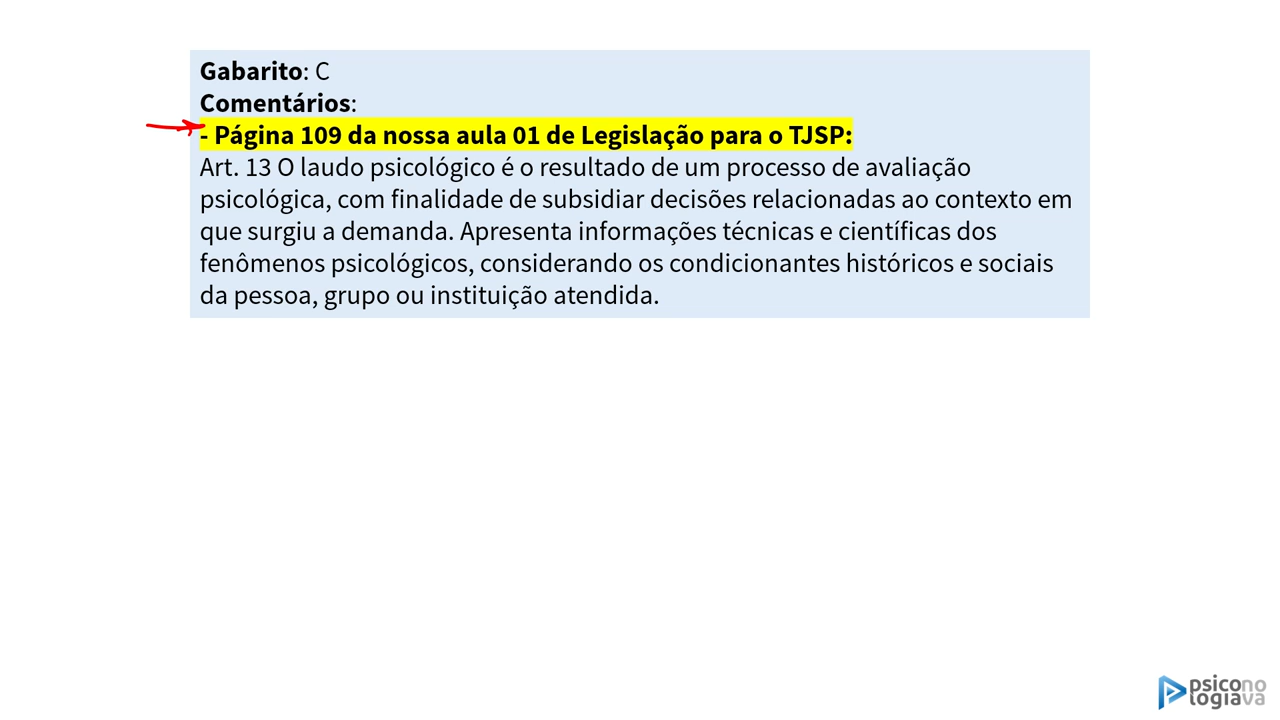 Gabarito: C
Comentários:
- Página 109 da nossa aula 01 de Legislação para o TJSP:
Art. 13 O laudo psicológico é o resultado de um processo de avaliação
psicológica, com finalidade de subsidiar decisões relacionadas ao contexto em
que surgiu a demanda. Apresenta informações técnicas e científicas dos
fenômenos psicológicos, considerando os condicionantes históricos e sociais
da pessoa, grupo ou instituição atendida.
psicono
logiava